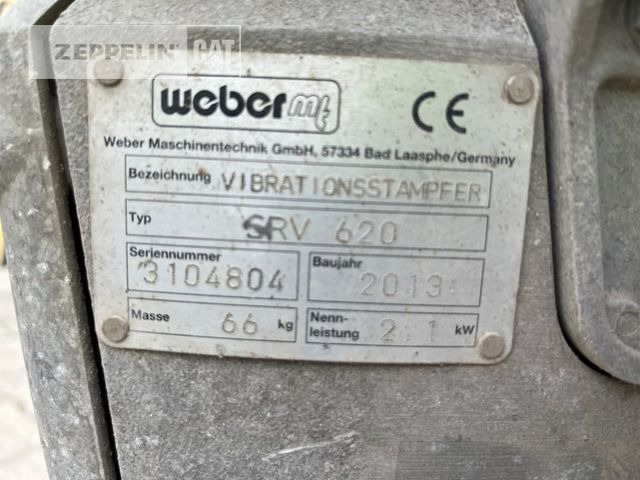 ZEPPELIN CAT
weber mt
CE
Weber Maschinentechnik GmbH, 57334 Bad Laasphe/Germany
Bezeichnung VIBRATIONSSTAMPFER
Typ SRV 620
Seriennummer 3104804
Baujahr 2013
Masse 66 kg
Nenn-
leistung 2.1 kW